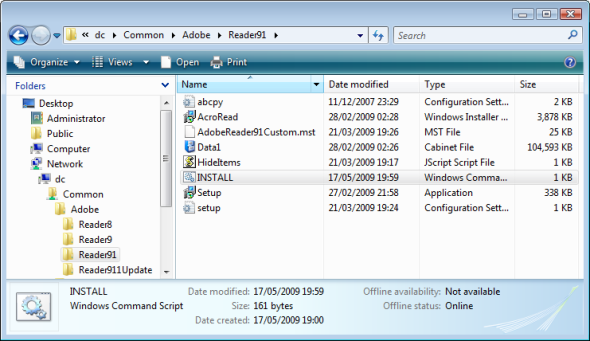 « dc ▸ Common ▸ Adobe ▸ Reader91 ▸ Search
Organize Views Open Print
Folders
Desktop
Administrator
Public
Computer
Network
dc
Common
Adobe
Reader8
Reader9
Reader91
Reader911Update
Name Date modified Type Size
abcpy 11/12/2007 23:29 Configuration Sett... 2 KB
AcroRead 28/02/2009 02:28 Windows Installer ... 3,878 KB
AdobeReader91Custom.mst 21/03/2009 19:26 MST File 25 KB
Data1 28/02/2009 02:26 Cabinet File 104,593 KB
HideItems 21/03/2009 19:17 JScript Script File 1 KB
INSTALL 17/05/2009 19:59 Windows Comma... 1 KB
Setup 27/02/2009 21:58 Application 338 KB
setup 21/03/2009 19:24 Configuration Sett... 1 KB
INSTALL Date modified: 17/05/2009 19:59 Offline availability: Not available
Windows Command Script Size: 161 bytes Offline status: Online
Date created: 17/05/2009 19:00